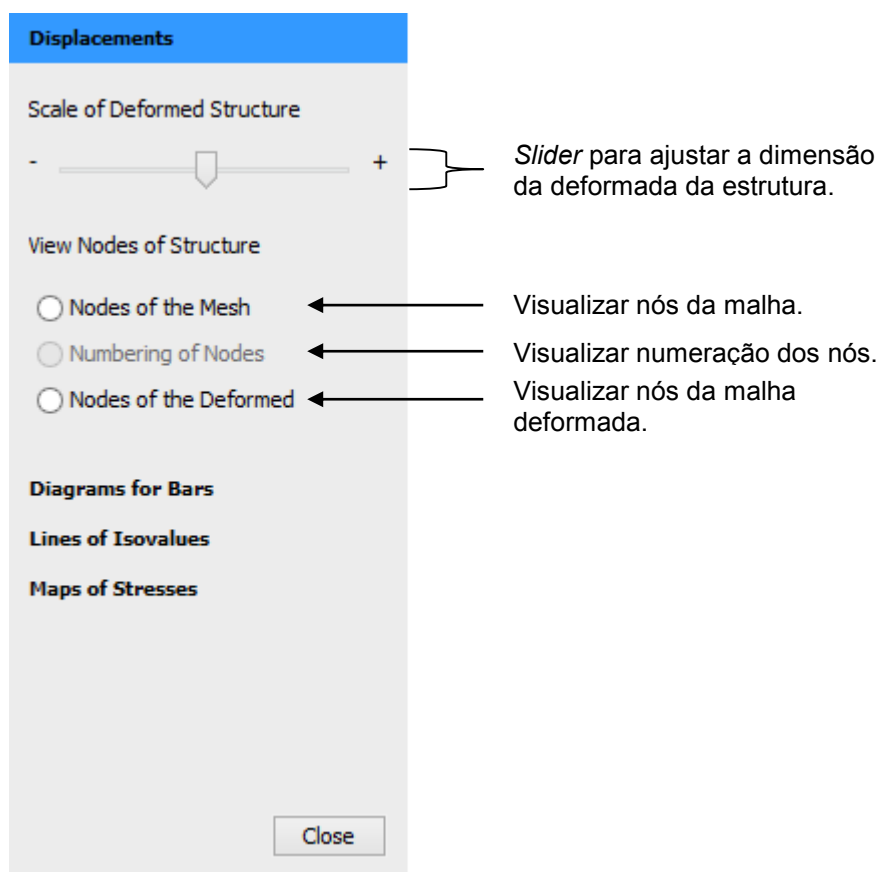 Displacements
Scale of Deformed Structure
- +
Slider para ajustar a dimensão
da deformada da estrutura.
View Nodes of Structure
Nodes of the Mesh
Visualizar nós da malha.
Numbering of Nodes
Visualizar numeração dos nós.
Nodes of the Deformed
Visualizar nós da malha
deformada.
Diagrams for Bars
Lines of Isovalues
Maps of Stresses
Close